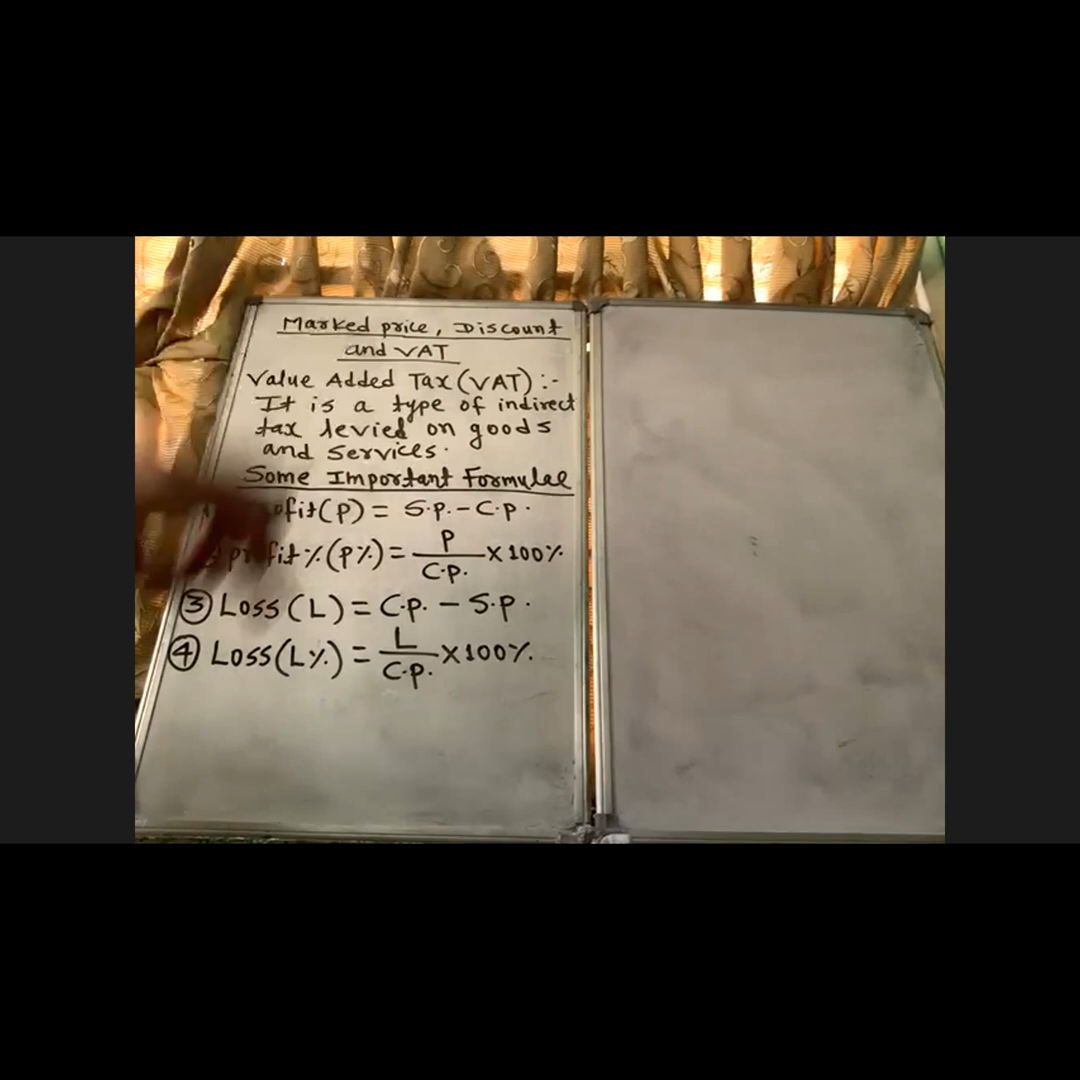 Marked price, Discount
and VAT
Value Added Tax (VAT) :-
It is a type of indirect
tax levied on goods
and services.
Some Important Formulae
(P) = S.P. - C.P.
% (P%) = P/C.P. × 100%
③ Loss (L) = C.P. - S.P.
④ Loss (L%) = L/C.P. × 100%.